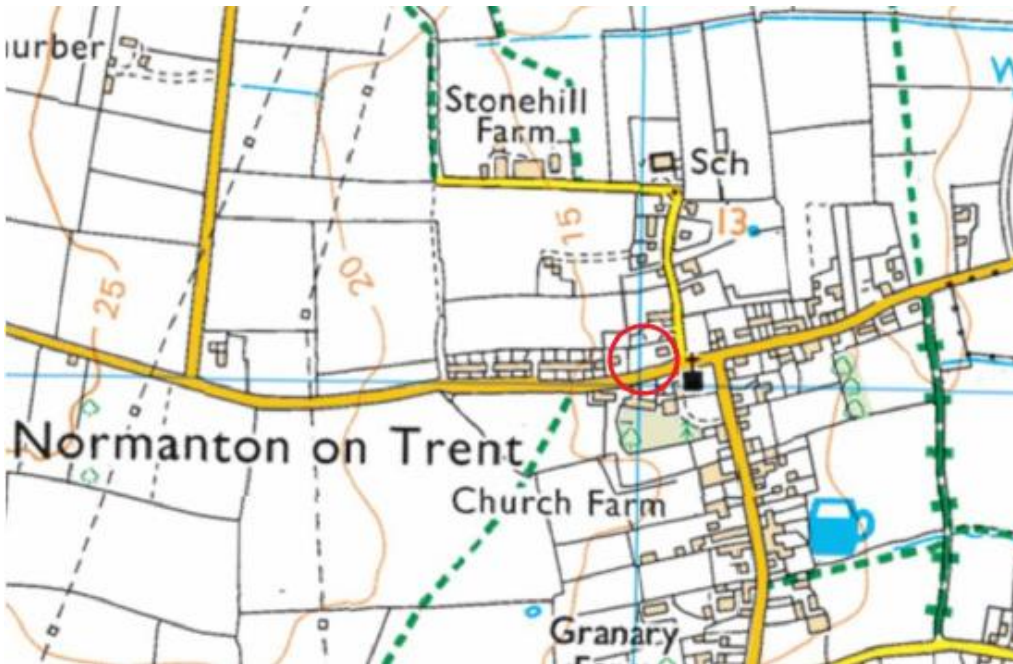 urber
Stonehill
Farm
Sch
W
13
15
20
25
Normanton on Trent
Church Farm
Granary